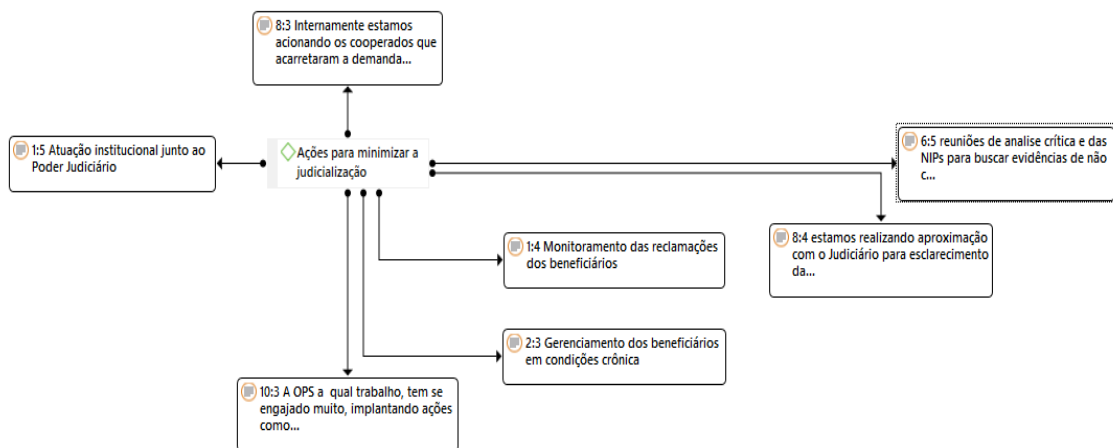 8:3 Internamente estamos
acionando os cooperados que
acarretaram a demanda...
1:5 Atuação institucional junto ao
Poder Judiciário
Ações para minimizar a
judicialização
6:5 reuniões de analise crítica e das
NIPs para buscar evidências de não
c...
8:4 estamos realizando aproximação
com o Judiciário para esclarecimento
da...
1:4 Monitoramento das reclamações
dos beneficiários
2:3 Gerenciamento dos beneficiários
em condições crônica
10:3 A OPS a qual trabalho, tem se
engajado muito, implantando ações
como...